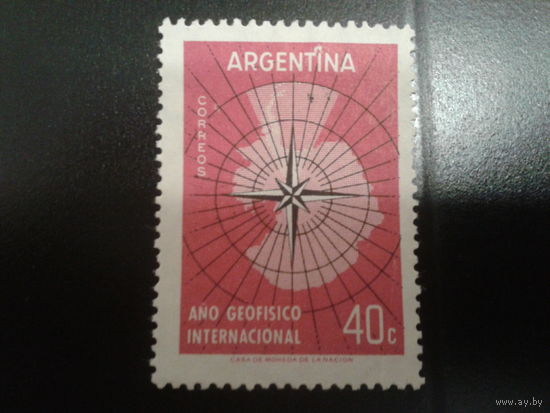 ARGENTINA
CORREOS
AÑO GEOFISICO
INTERNACIONAL
40c
CASA DE MONEDA DE LA NACION
www.ay.by